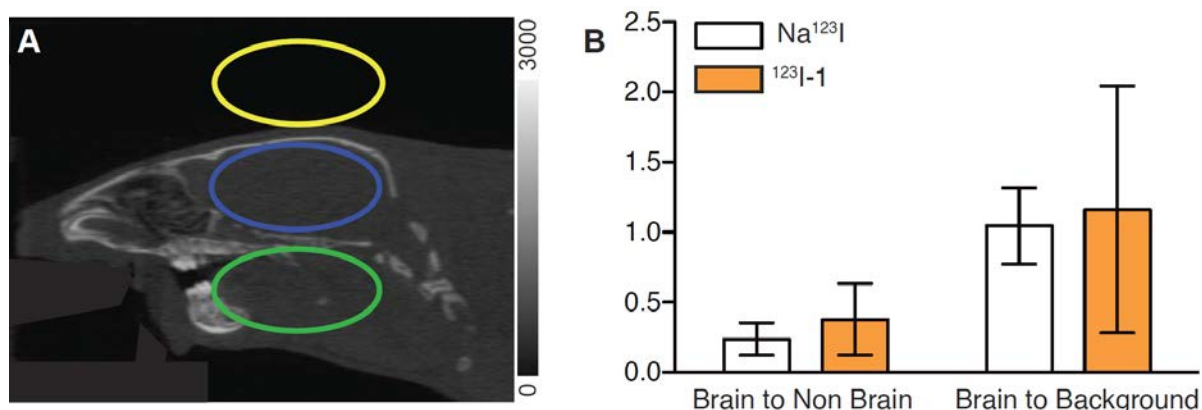 A
3000
0
B
2.5
2.0
1.5
1.0
0.5
0.0
Na¹²³I
¹²³I-1
Brain to Non Brain
Brain to Background